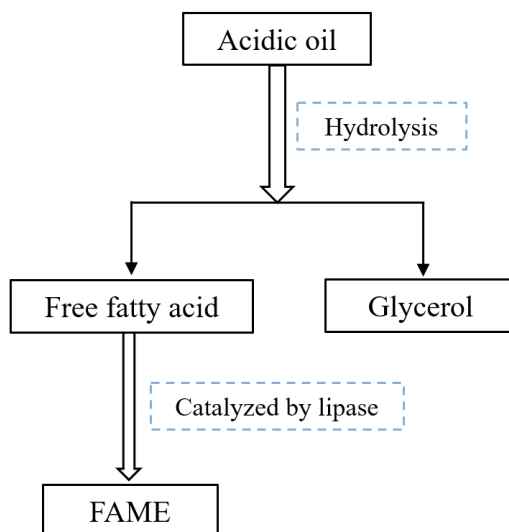 Acidic oil
Hydrolysis
Free fatty acid
Glycerol
Catalyzed by lipase
FAME